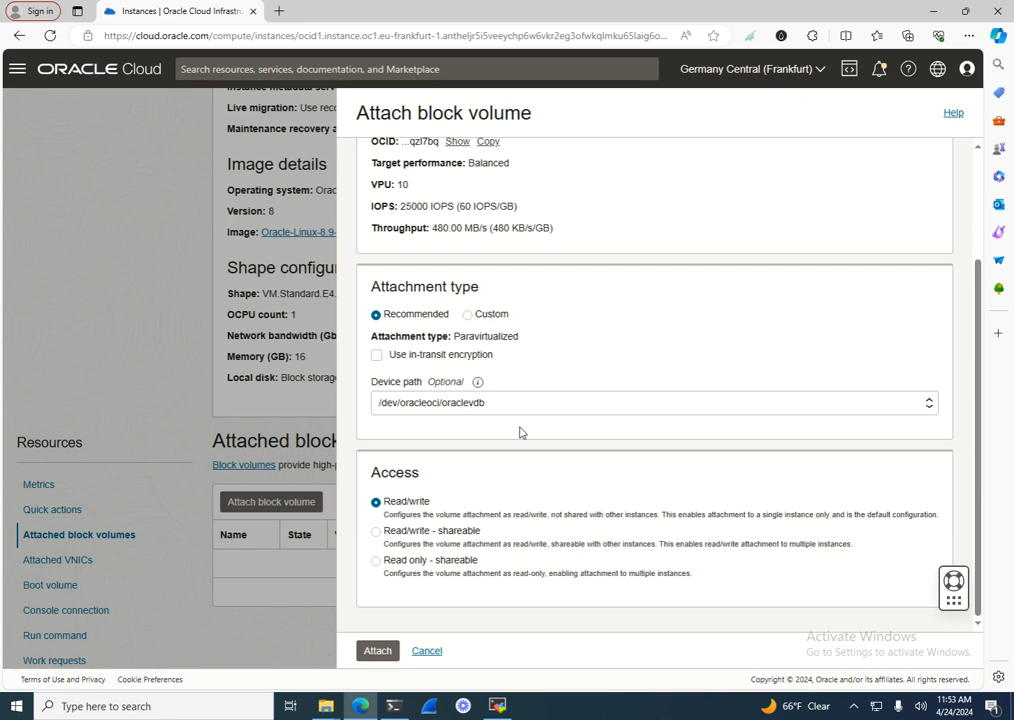 Sign in
Instances | Oracle Cloud Infrastru
https://cloud.oracle.com/compute/instances/ocid1.instance.oc1.eu-frankfurt-1.antheljr5i5veeychp6w6vkr2eg3ofwkqlmku65laig6o...
ORACLE Cloud
Search resources, services, documentation, and Marketplace
Germany Central (Frankfurt)
Live migration: Use reco
Maintenance recovery a
Image details
Operating system: Orac
Version: 8
Image: Oracle-Linux-8.9-
Shape configu
Shape: VM.Standard.E4.
OCPU count: 1
Network bandwidth (Gb
Memory (GB): 16
Local disk: Block storag
Resources
Metrics
Quick actions
Attached block volumes
Attached VNICs
Boot volume
Console connection
Run command
Work requests
Attached block
Block volumes provide high-p
Attach block volume
Name State
Attach block volume
Help
OCID: ...qzl7bq Show Copy
Target performance: Balanced
VPU: 10
IOPS: 25000 IOPS (60 IOPS/GB)
Throughput: 480.00 MB/s (480 KB/s/GB)
Attachment type
Recommended Custom
Attachment type: Paravirtualized
Use in-transit encryption
Device path Optional
/dev/oracleoci/oraclevdb
Access
Read/write
Configures the volume attachment as read/write, not shared with other instances. This enables attachment to a single instance only and is the default configuration.
Read/write - shareable
Configures the volume attachment as read/write, shareable with other instances. This enables read/write attachment to multiple instances.
Read only - shareable
Configures the volume attachment as read-only, enabling attachment to multiple instances.
Attach Cancel
Activate Windows
Go to Settings to activate Windows.
Terms of Use and Privacy Cookie Preferences
Copyright © 2024, Oracle and/or its affiliates. All rights reserved.
Type here to search
66°F Clear
11:53 AM
4/24/2024